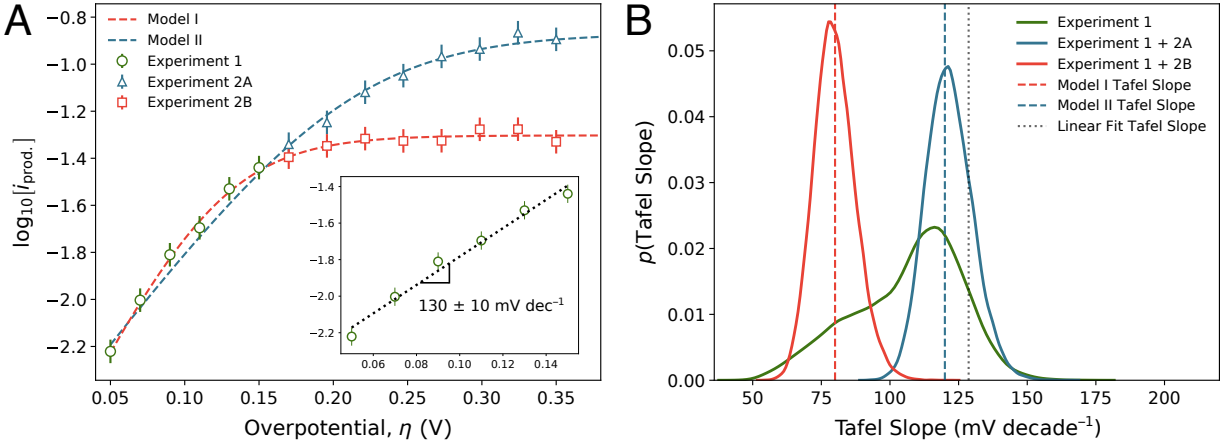 A
Model I
Model II
Experiment 1
Experiment 2A
Experiment 2B
log₁₀[i_prod.]
−0.8
−1.0
−1.2
−1.4
−1.6
−1.8
−2.0
−2.2
0.05 0.10 0.15 0.20 0.25 0.30 0.35
Overpotential, η (V)
−1.4
−1.6
−1.8
−2.0
−2.2
130 ± 10 mV dec⁻¹
0.06 0.08 0.10 0.12 0.14
B
Experiment 1
Experiment 1 + 2A
Experiment 1 + 2B
Model I Tafel Slope
Model II Tafel Slope
Linear Fit Tafel Slope
p(Tafel Slope)
0.05
0.04
0.03
0.02
0.01
0.00
50 75 100 125 150 175 200
Tafel Slope (mV decade⁻¹)